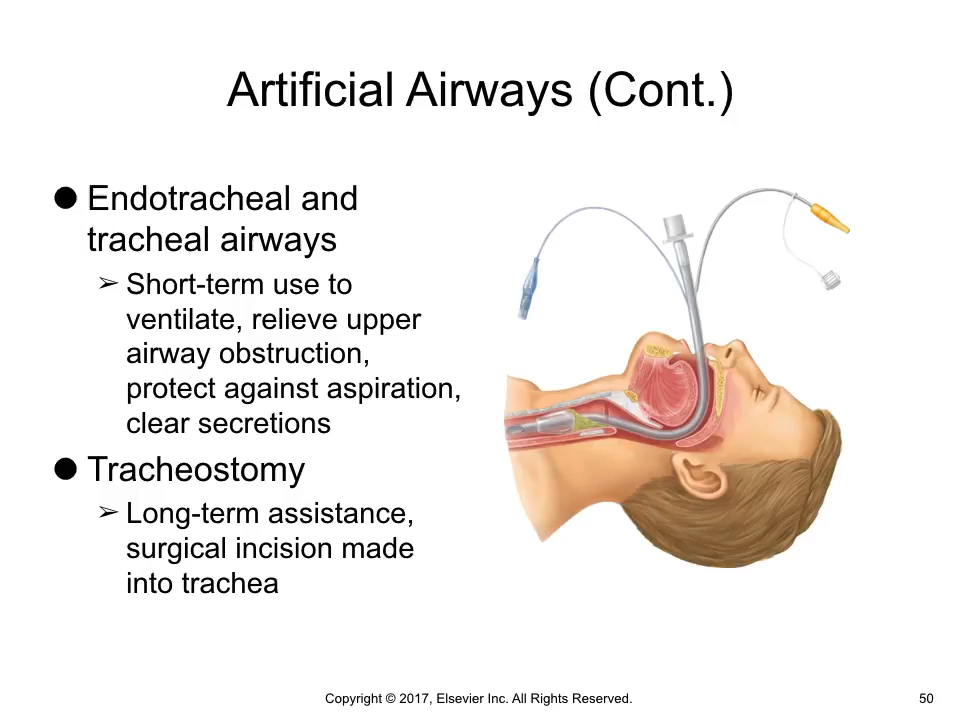 Artificial Airways (Cont.)
● Endotracheal and
tracheal airways
➢ Short-term use to
ventilate, relieve upper
airway obstruction,
protect against aspiration,
clear secretions
● Tracheostomy
➢ Long-term assistance,
surgical incision made
into trachea
Copyright © 2017, Elsevier Inc. All Rights Reserved.
50